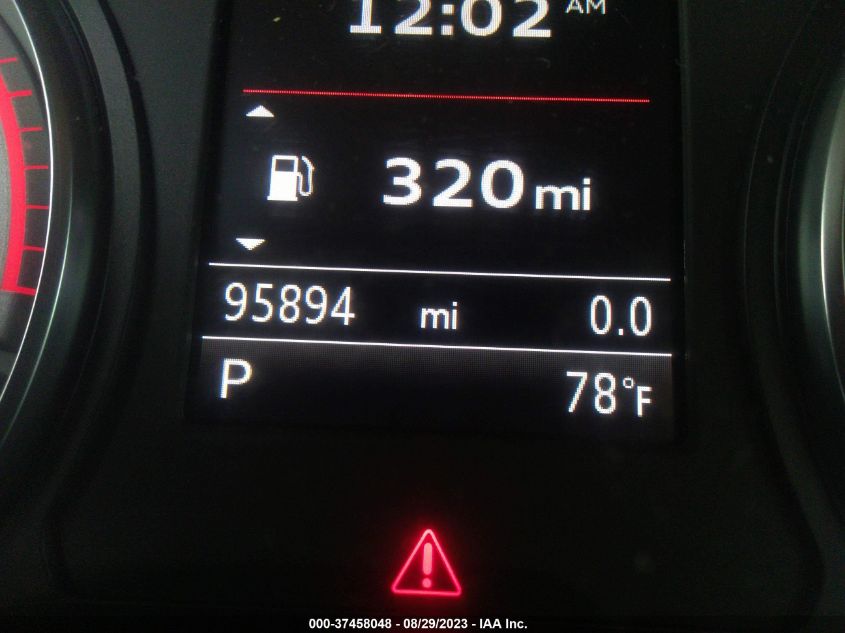 12:02 AM
320 mi
95894 mi 0.0
P 78°F
000-37458048 - 08/29/2023 - IAA Inc.